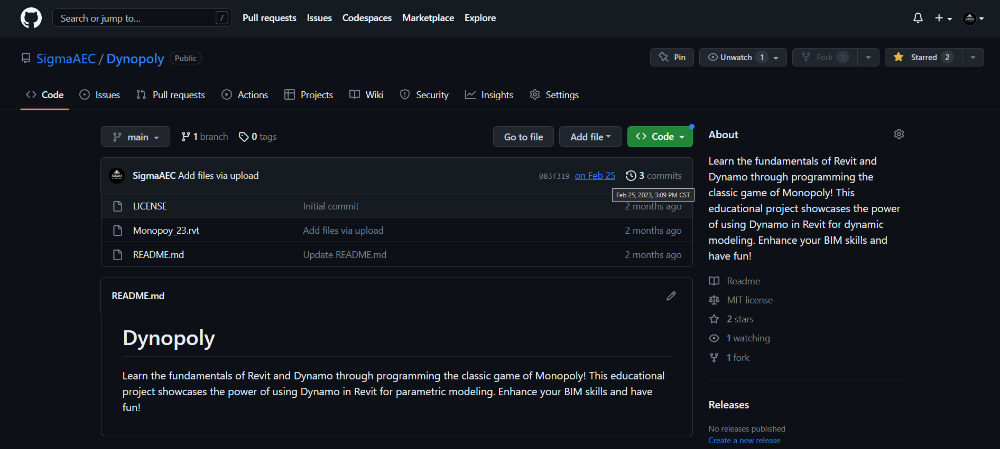 Search or jump to... /
Pull requests Issues Codespaces Marketplace Explore
SigmaAEC / Dynopoly Public
Pin Unwatch 1 Fork 1 Starred 2
Code Issues Pull requests Actions Projects Wiki Security Insights Settings
main 1 branch 0 tags Go to file Add file Code
SigmaAEC Add files via upload 083f319 on Feb 25 3 commits
Feb 25, 2023, 3:09 PM CST
LICENSE Initial commit 2 months ago
Monopoy_23.rvt Add files via upload 2 months ago
README.md Update README.md 2 months ago
README.md
Dynopoly
Learn the fundamentals of Revit and Dynamo through programming the classic game of Monopoly! This educational
project showcases the power of using Dynamo in Revit for parametric modeling. Enhance your BIM skills and have
fun!
About
Learn the fundamentals of Revit and
Dynamo through programming the
classic game of Monopoly! This
educational project showcases the power
of using Dynamo in Revit for dynamic
modeling. Enhance your BIM skills and
have fun!
Readme
MIT license
2 stars
1 watching
1 fork
Releases
No releases published
Create a new release